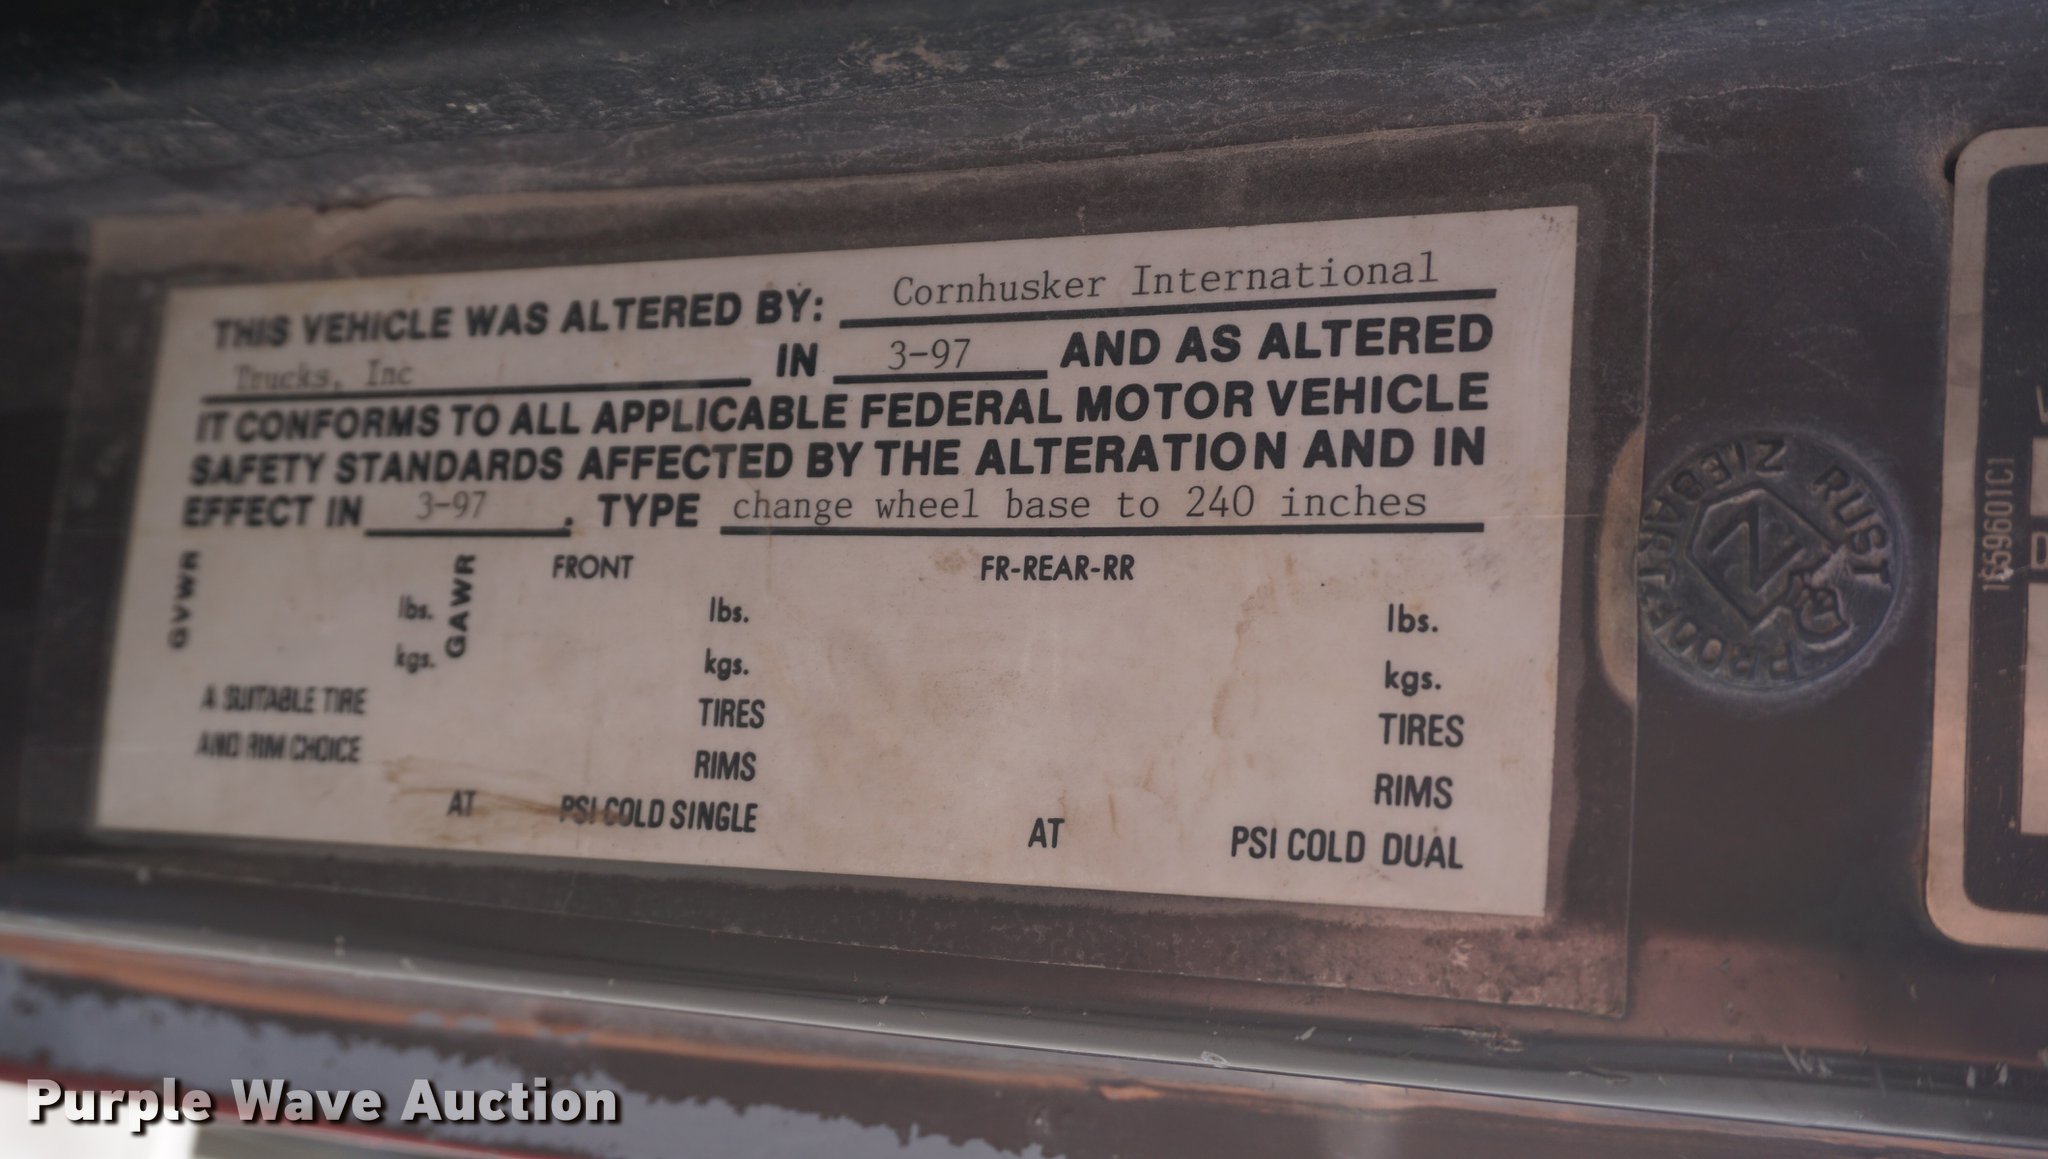 THIS VEHICLE WAS ALTERED BY: Cornhusker International
Trucks, Inc IN 3-97 AND AS ALTERED
IT CONFORMS TO ALL APPLICABLE FEDERAL MOTOR VEHICLE
SAFETY STANDARDS AFFECTED BY THE ALTERATION AND IN
EFFECT IN 3-97 . TYPE change wheel base to 240 inches
GVWR lbs. GAWR FRONT lbs. FR-REAR-RR lbs.
kgs. kgs. kgs.
A SUITABLE TIRE TIRES TIRES
AND RIM CHOICE RIMS RIMS
AT PSI COLD SINGLE AT PSI COLD DUAL
ZIEBART RUST PROOF
Z
1659601C1
Purple Wave Auction